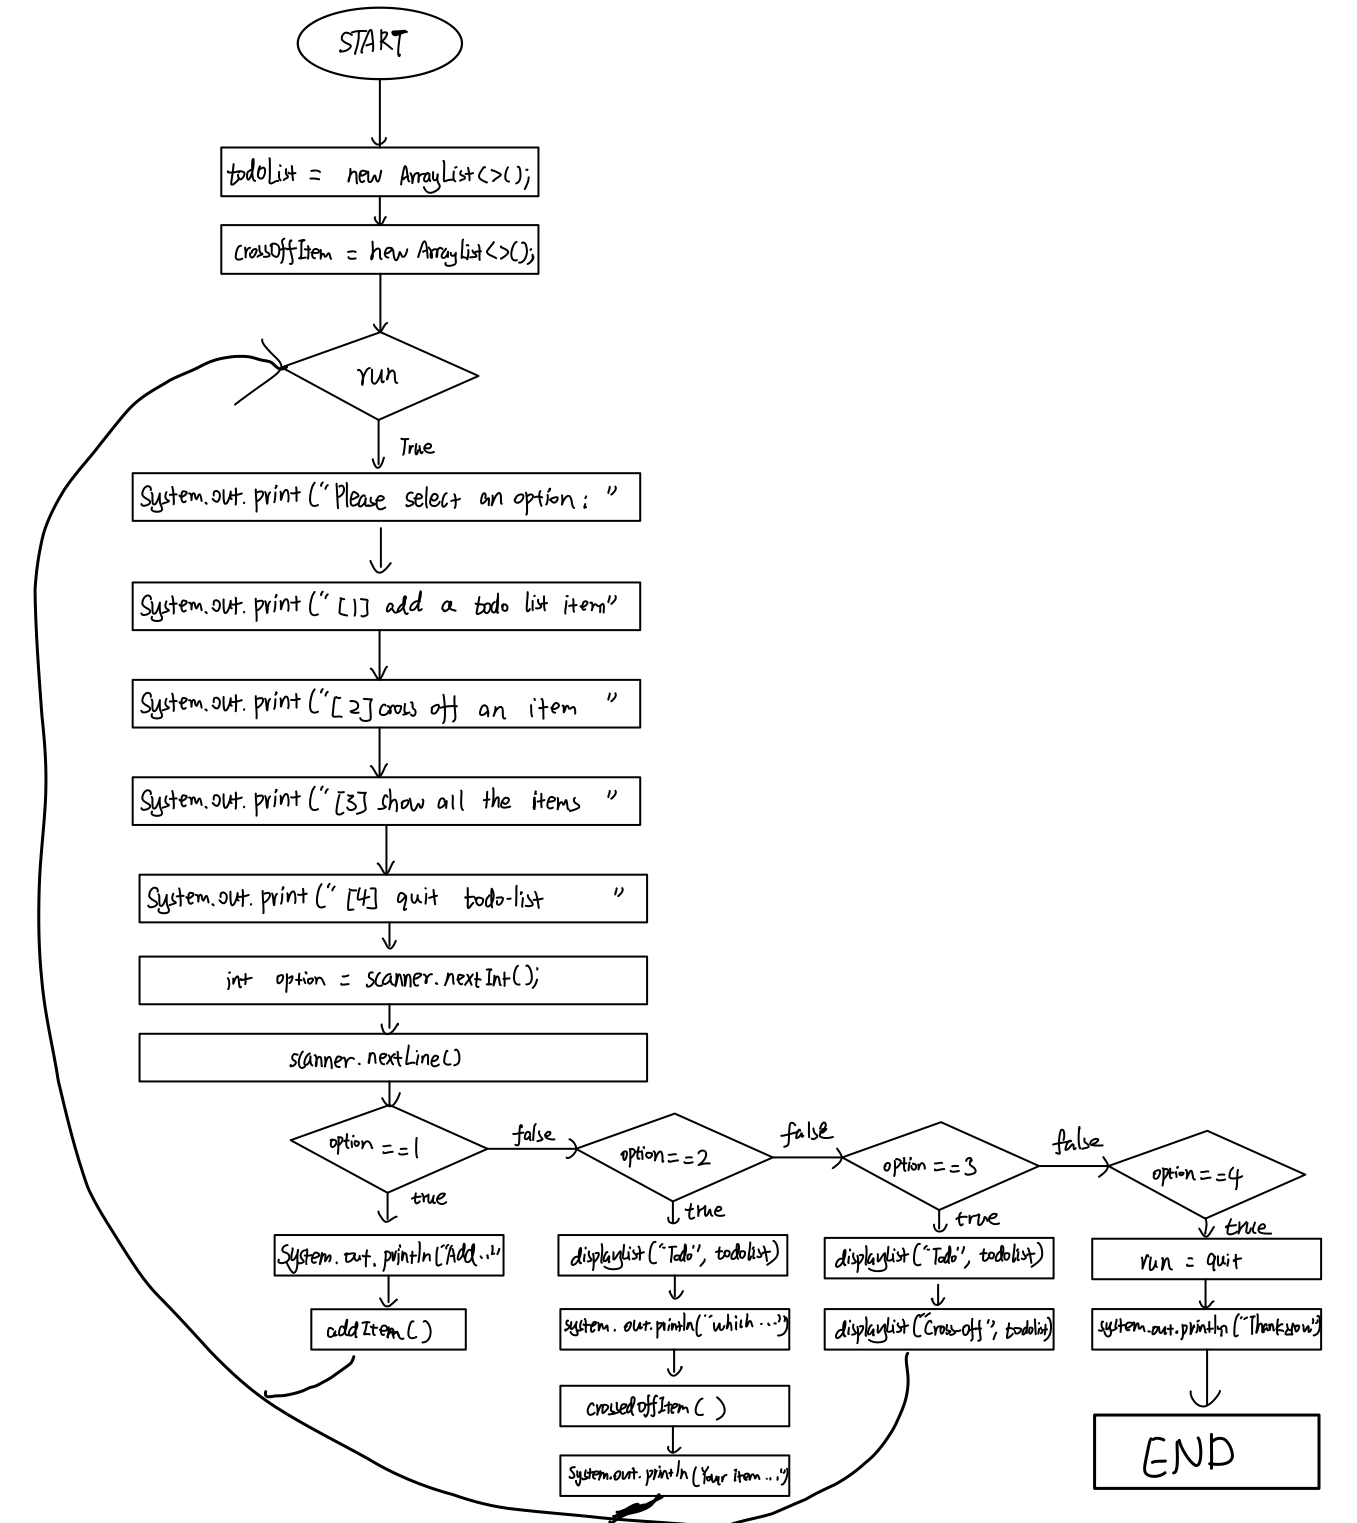 START
todoList = new ArrayList<>();
crossOffItem = new ArrayList<>();
run
True
System.out.print("Please select an option: "
System.out.print("[1] add a todo list item"
System.out.print("[2] cross off an item "
System.out.print("[3] show all the items "
System.out.print("[4] quit todo-list "
int option = scanner.nextInt();
scanner.nextLine()
option ==1
false
option==2
false
option==3
false
option==4
true
true
true
true
System.out.println("Add..."
displayList("Todo", todolist)
displayList("Todo", todolist)
run = quit
addItem()
system.out.println("which ...")
displayList("Cross-off", todolist)
system.out.println("Thank you")
crossedOffItem( )
END
System.out.println(Your item ...")